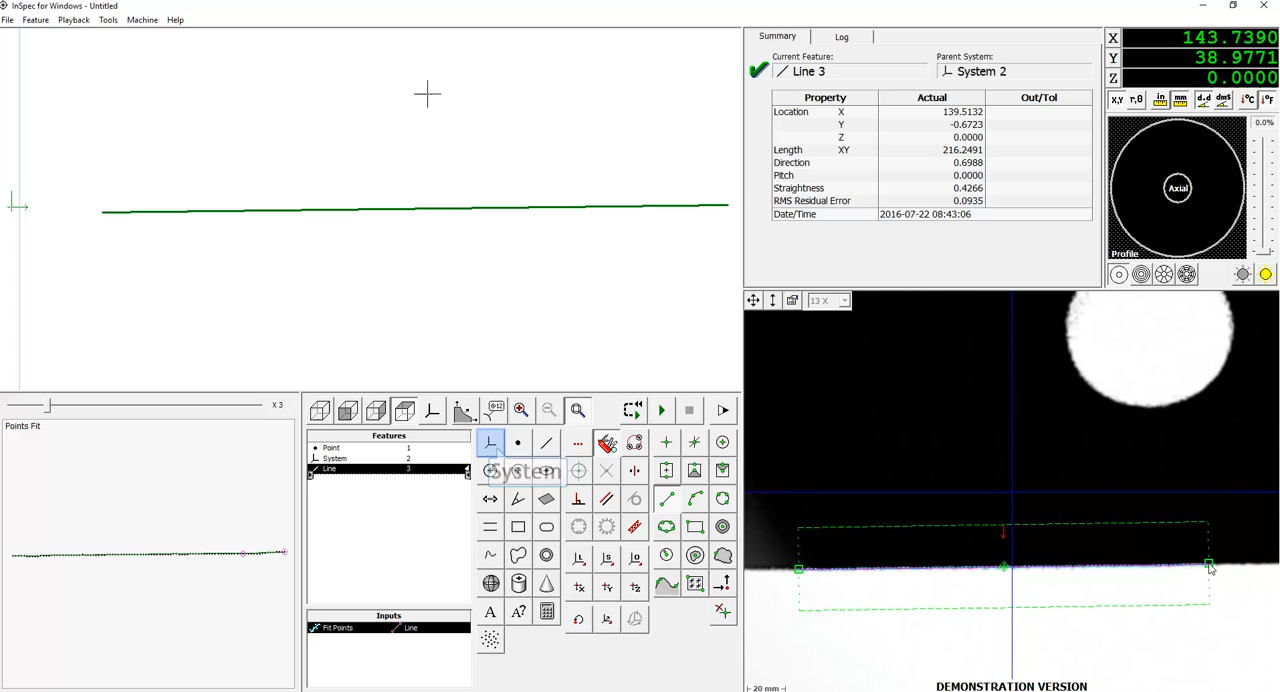 InSpec for Windows - Untitled
File Feature Playback Tools Machine Help
Summary Log
Current Feature: Parent System:
Line 3 System 2
Property Actual Out/Tol
Location X 139.5132
Y -0.6723
Z 0.0000
Length XY 216.2491
Direction 0.6988
Pitch 0.0000
Straightness 0.4266
RMS Residual Error 0.0935
Date/Time 2016-07-22 08:43:06
X 143.7390
Y 38.9771
Z 0.0000
x,y r,θ in mm d.d dms °C °F
0.0%
Axial
Profile
13 X
X 3
Points Fit
Features
Point 1
System 2
Line 3
System
Inputs
Fit Points Line
20 mm
DEMONSTRATION VERSION